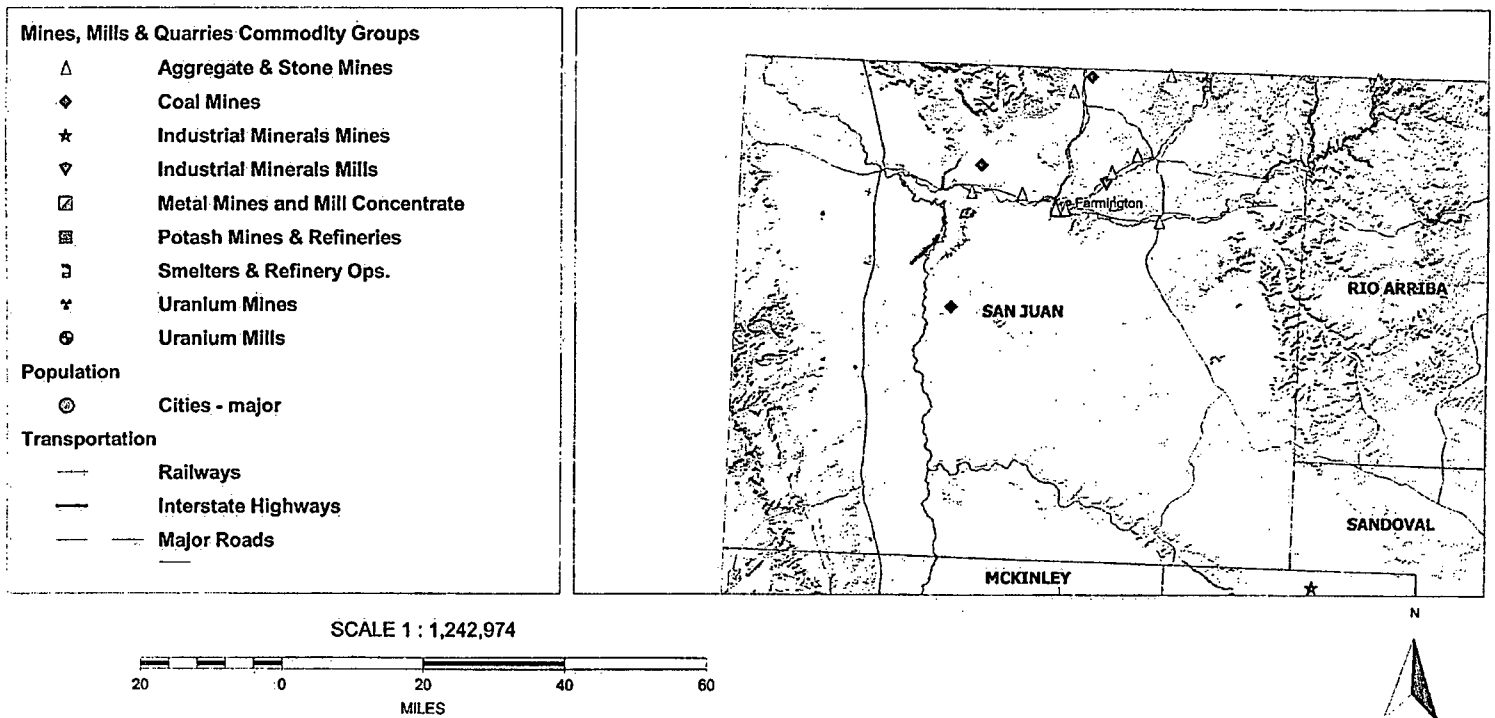 Mines, Mills & Quarries Commodity Groups
Aggregate & Stone Mines
Coal Mines
Industrial Minerals Mines
Industrial Minerals Mills
Metal Mines and Mill Concentrate
Potash Mines & Refineries
Smelters & Refinery Ops.
Uranium Mines
Uranium Mills
Population
Cities - major
Transportation
Railways
Interstate Highways
Major Roads
Farmington
RIO ARRIBA
SAN JUAN
SANDOVAL
MCKINLEY
SCALE 1 : 1,242,974
20 0 20 40 60
MILES
N